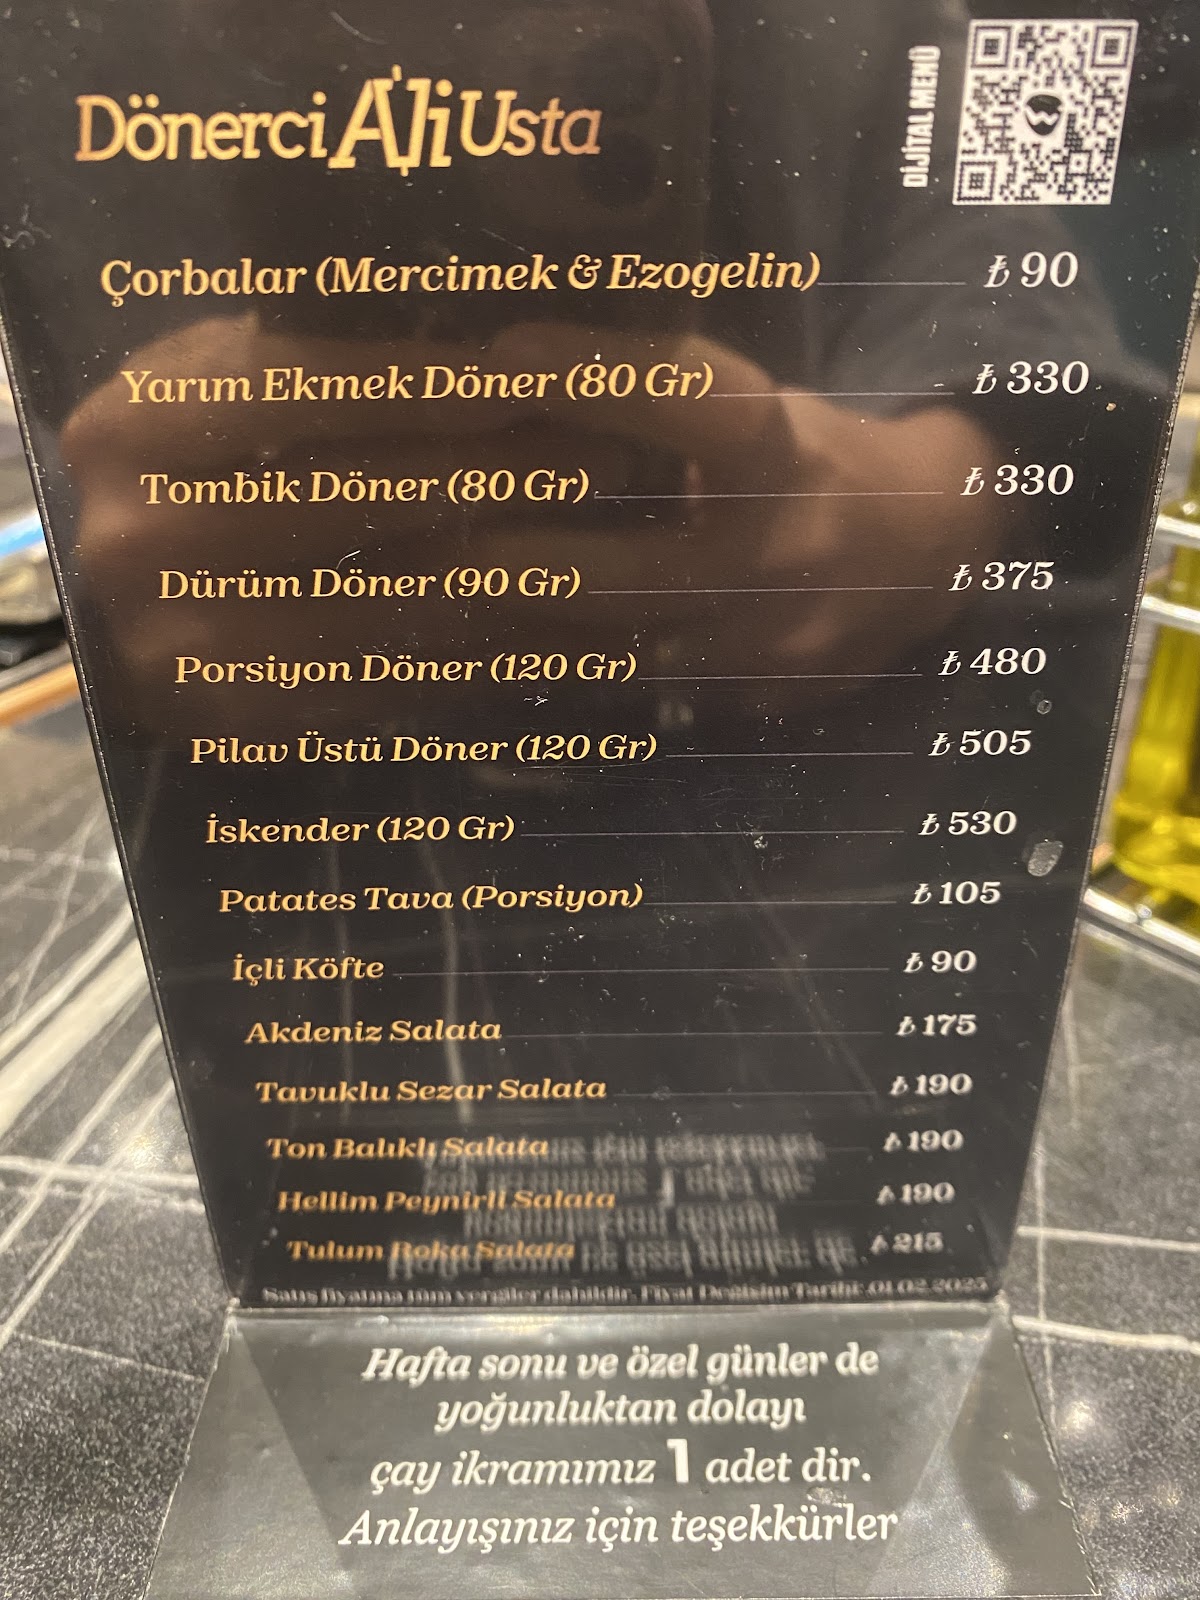 Dönerci Ali Usta
DİJİTAL MENÜ
Çorbalar (Mercimek & Ezogelin) ₺ 90
Yarım Ekmek Döner (80 Gr) ₺ 330
Tombik Döner (80 Gr) ₺ 330
Dürüm Döner (90 Gr) ₺ 375
Porsiyon Döner (120 Gr) ₺ 480
Pilav Üstü Döner (120 Gr) ₺ 505
İskender (120 Gr) ₺ 530
Patates Tava (Porsiyon) ₺ 105
İçli Köfte ₺ 90
Akdeniz Salata ₺ 175
Tavuklu Sezar Salata ₺ 190
Ton Balıklı Salata ₺ 190
Hellim Peynirli Salata ₺ 190
Tulum Roka Salata ₺ 215
Satış fiyatına tüm vergiler dahildir. Fiyat Değişim Tarihi: 01.02.2025
Hafta sonu ve özel günler de
yoğunluktan dolayı
çay ikramımız 1 adet dir.
Anlayışınız için teşekkürler